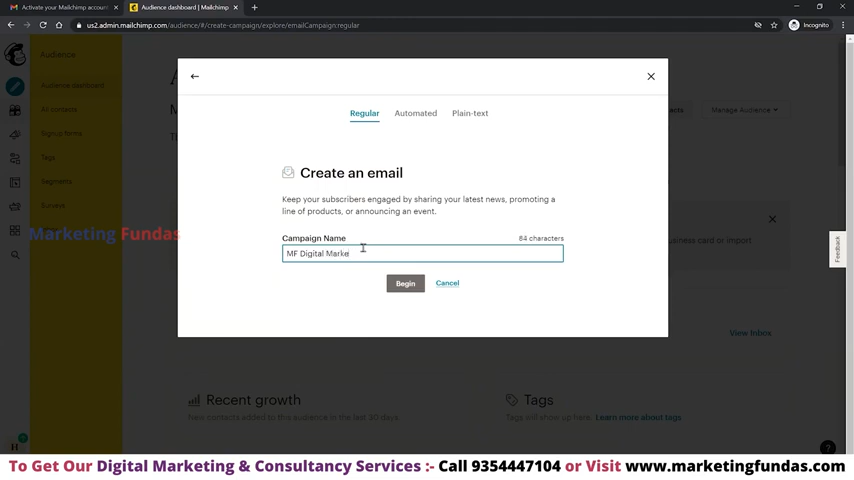 Activate your Mailchimp account
Audience dashboard | Mailchimp
us2.admin.mailchimp.com/audience/#/create-campaign/explore/emailCampaign:regular
Incognito
Audience
Audience dashboard
All contacts
Signup forms
Tags
Segments
Surveys
Manage Audience
Regular
Automated
Plain-text
Create an email
Keep your subscribers engaged by sharing your latest news, promoting a
line of products, or announcing an event.
Campaign Name
84 characters
MF Digital Marke
Begin
Cancel
Marketing Fundas
siness card or import
Feedback
View Inbox
Recent growth
New contacts added to this audience in the last 30 days.
Tags
Tags will show up here. Learn more about tags
To Get Our Digital Marketing & Consultancy Services :- Call 9354447104 or Visit www.marketingfundas.com